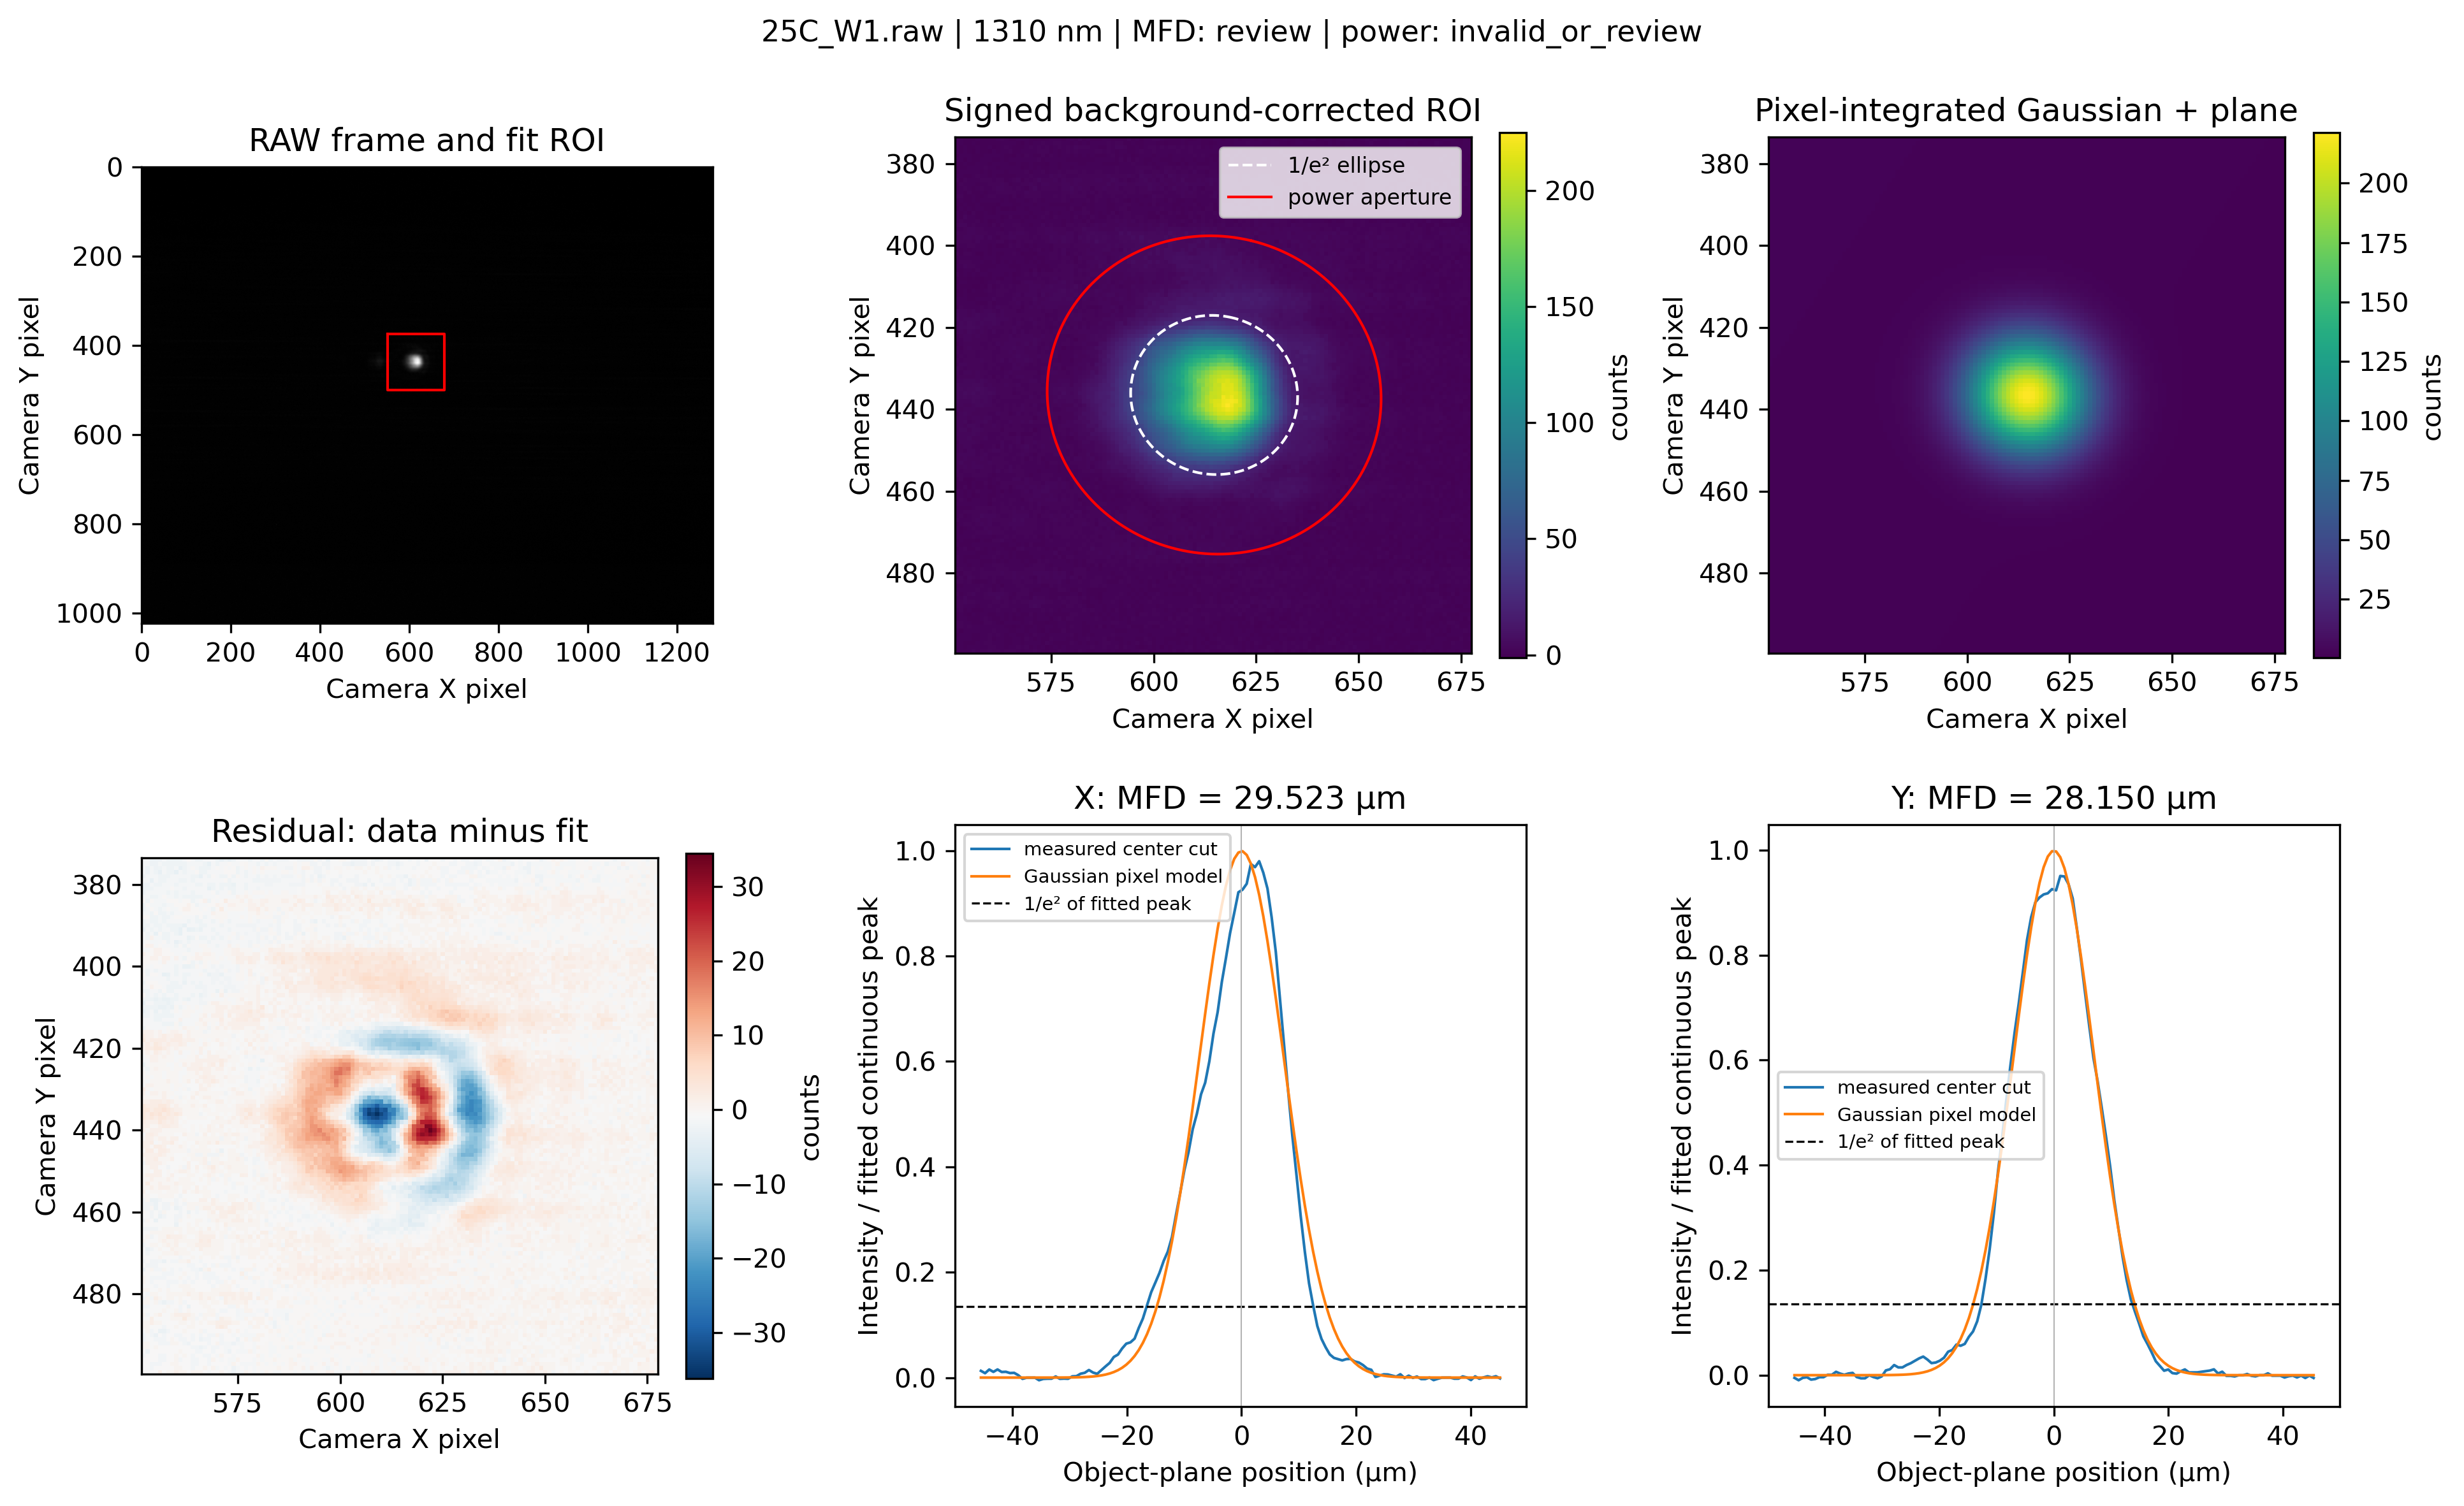 25C_W1.raw | 1310 nm | MFD: review | power: invalid_or_review
RAW frame and fit ROI
0
200
400
600
800
1000
Camera Y pixel
0 200 400 600 800 1000 1200
Camera X pixel
Signed background-corrected ROI
1/e² ellipse
power aperture
380
400
420
440
460
480
Camera Y pixel
575 600 625 650 675
Camera X pixel
200
150
100
50
0
counts
Pixel-integrated Gaussian + plane
380
400
420
440
460
480
Camera Y pixel
575 600 625 650 675
Camera X pixel
200
175
150
125
100
75
50
25
counts
Residual: data minus fit
380
400
420
440
460
480
Camera Y pixel
575 600 625 650 675
Camera X pixel
30
20
10
0
−10
−20
−30
counts
X: MFD = 29.523 µm
measured center cut
Gaussian pixel model
1/e² of fitted peak
1.0
0.8
0.6
0.4
0.2
0.0
Intensity / fitted continuous peak
−40 −20 0 20 40
Object-plane position (µm)
Y: MFD = 28.150 µm
measured center cut
Gaussian pixel model
1/e² of fitted peak
1.0
0.8
0.6
0.4
0.2
0.0
Intensity / fitted continuous peak
−40 −20 0 20 40
Object-plane position (µm)